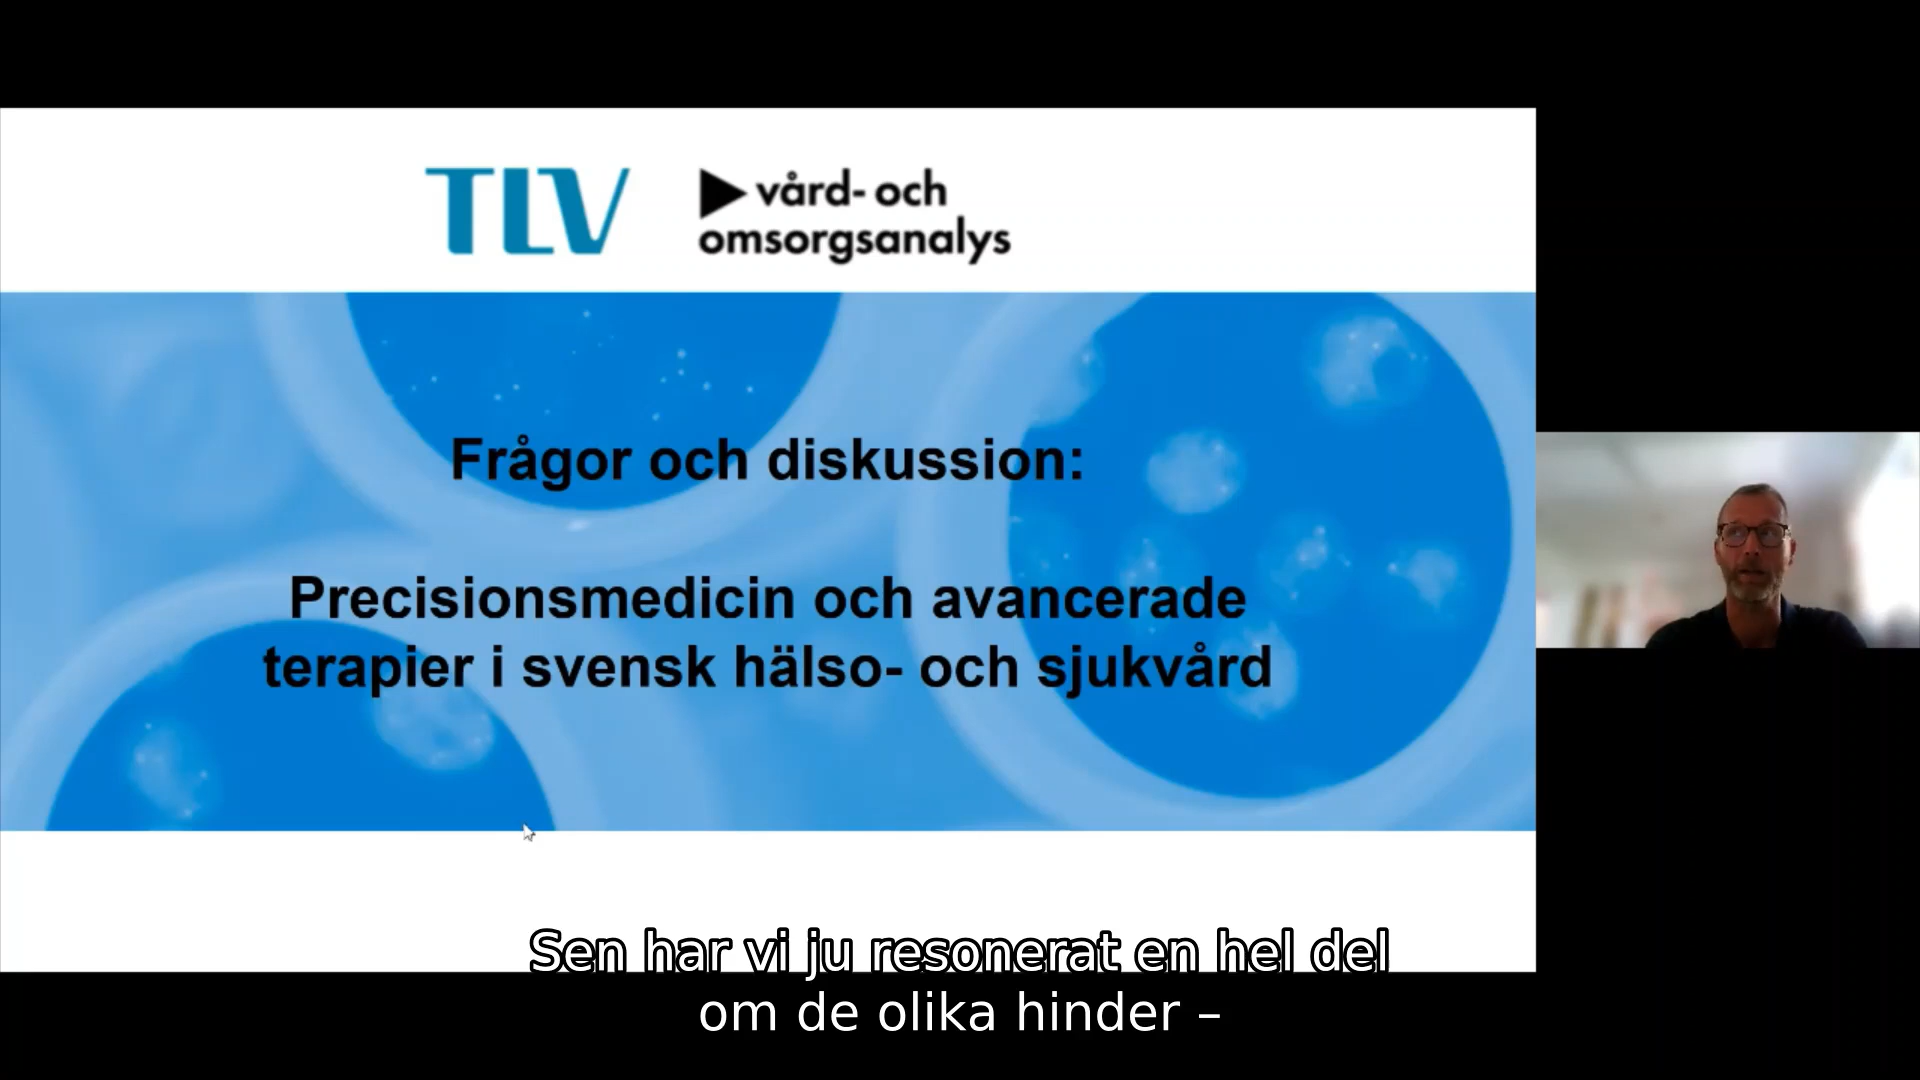 TLV
vård- och
omsorgsanalys
Frågor och diskussion:
Precisionsmedicin och avancerade
terapier i svensk hälso- och sjukvård
Sen har vi ju resonerat en hel del
om de olika hinder –